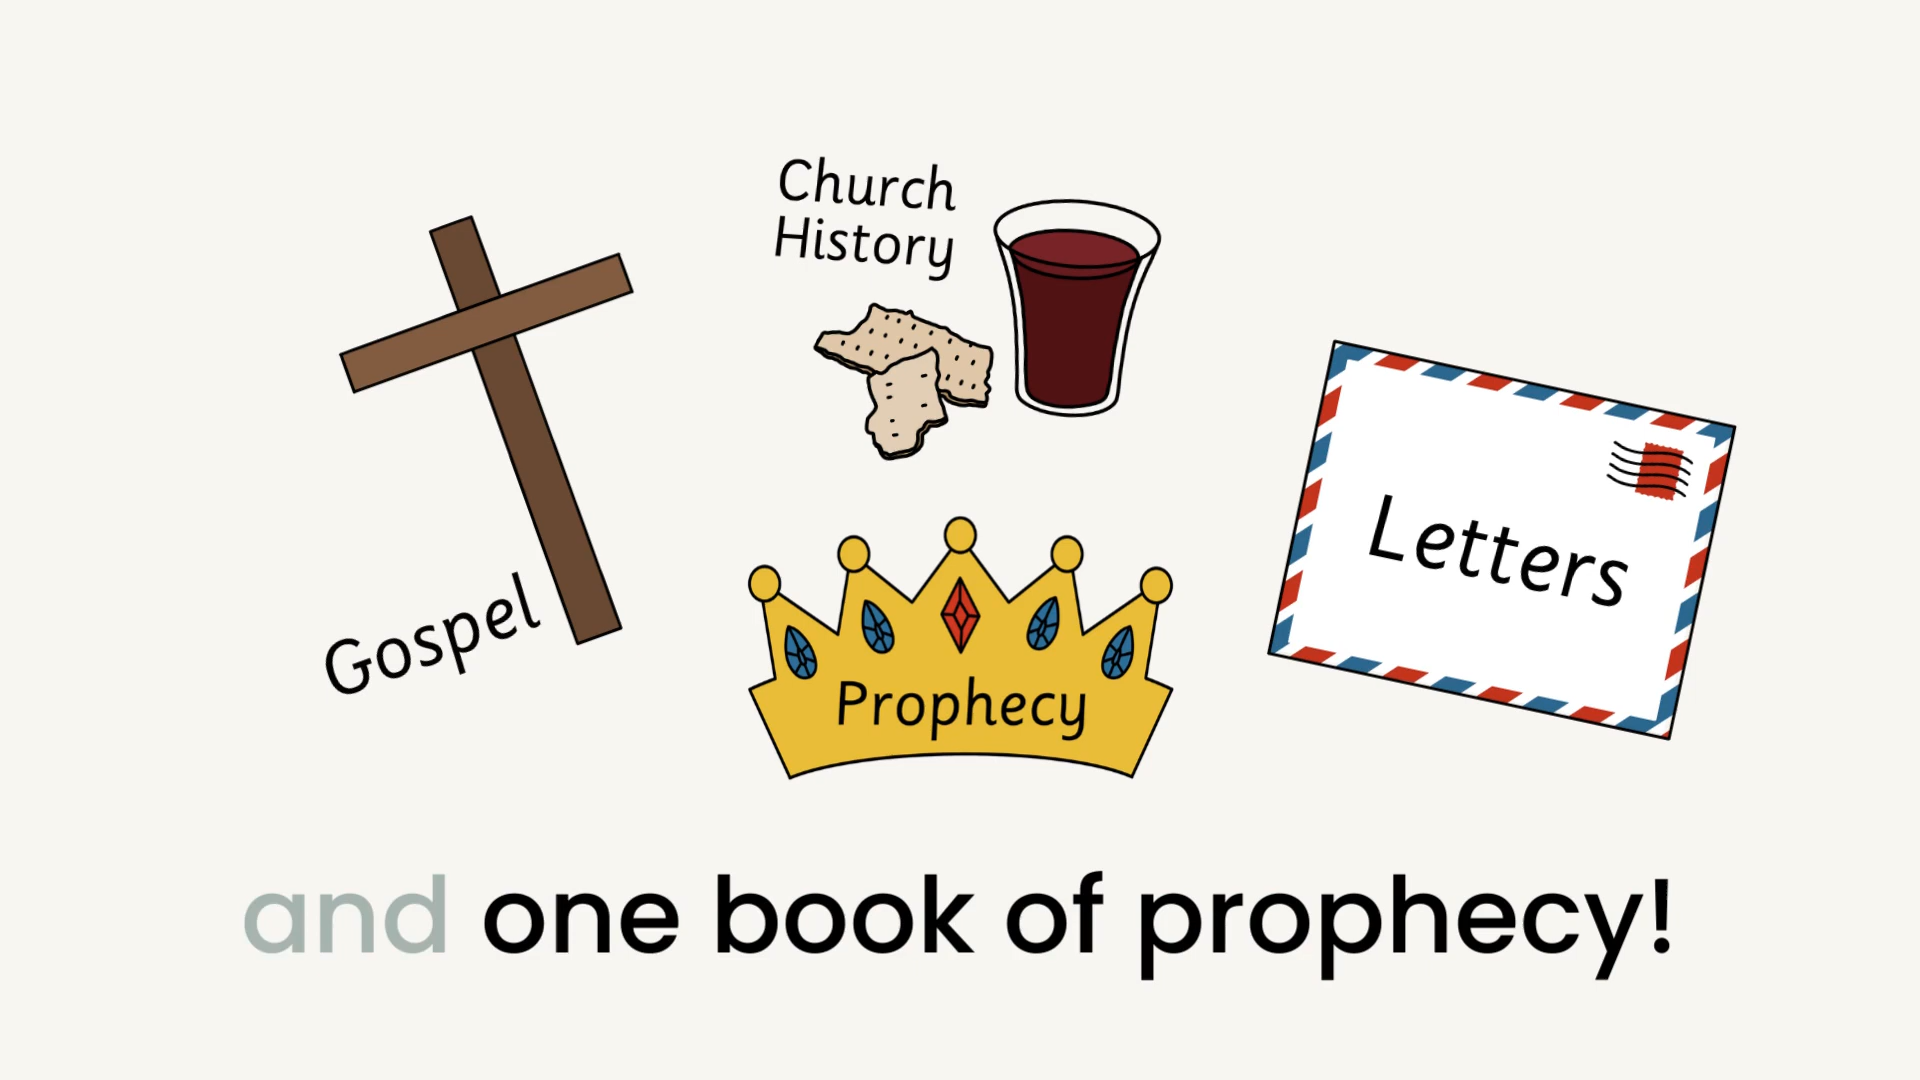 Church
History
Gospel
Prophecy
Letters
and one book of prophecy!